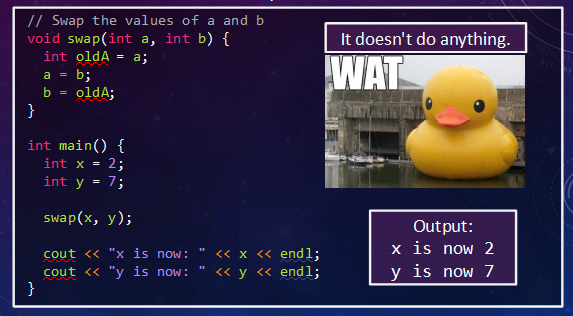 // Swap the values of a and b
void swap(int a, int b) {
  int oldA = a;
  a = b;
  b = oldA;
}
int main() {
  int x = 2;
  int y = 7;
  swap(x, y);
  cout << "x is now: " << x << endl;
  cout << "y is now: " << y << endl;
}
It doesn't do anything.
WAT
Output:
x is now 2
y is now 7